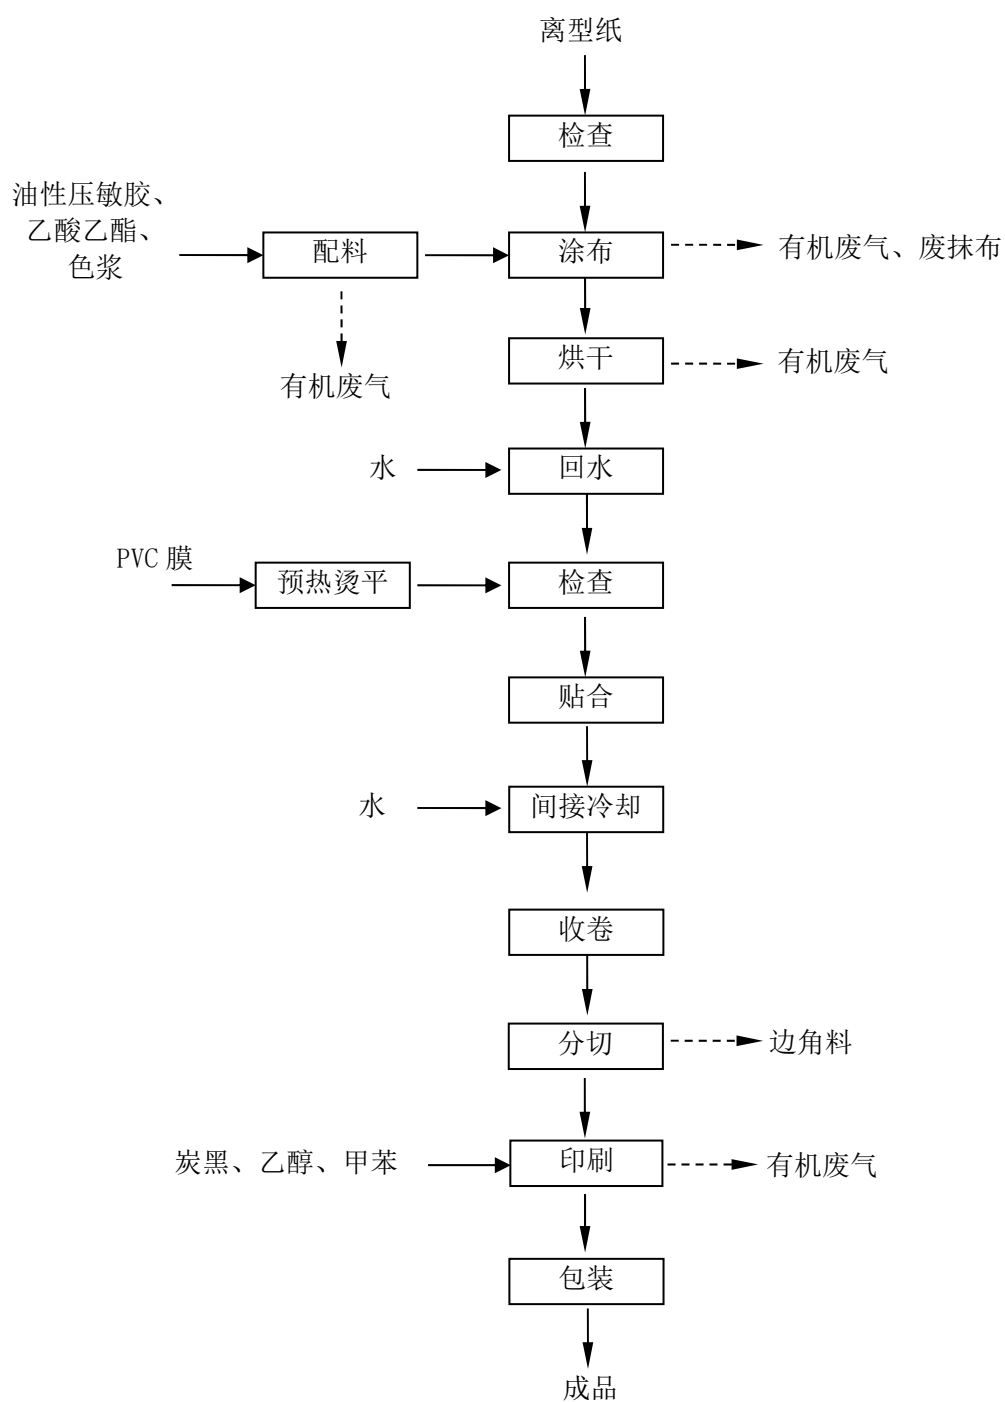 离型纸
检查
油性压敏胶、
乙酸乙酯、
色浆
配料
涂布
有机废气、废抹布
烘干
有机废气
有机废气
水
回水
PVC 膜
预热烫平
检查
贴合
水
间接冷却
收卷
分切
边角料
炭黑、乙醇、甲苯
印刷
有机废气
包装
成品